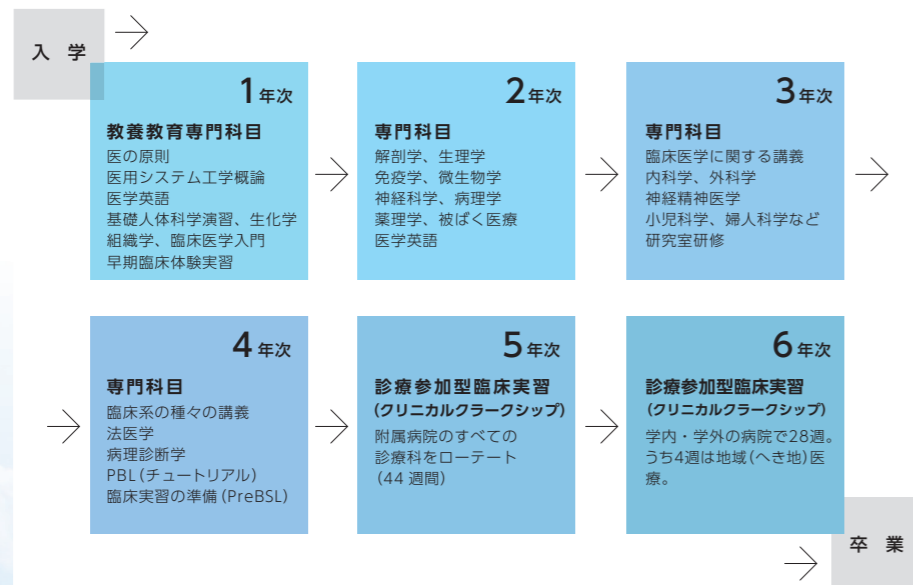 入 学
1年次
教養教育専門科目
医の原則
医用システム工学概論
医学英語
基礎人体科学演習、生化学
組織学、臨床医学入門
早期臨床体験実習
2年次
専門科目
解剖学、生理学
免疫学、微生物学
神経科学、病理学
薬理学、被ばく医療
医学英語
3年次
専門科目
臨床医学に関する講義
内科学、外科学
神経精神医学
小児科学、婦人科学など
研究室研修
4年次
専門科目
臨床系の種々の講義
法医学
病理診断学
PBL(チュートリアル)
臨床実習の準備(PreBSL)
5年次
診療参加型臨床実習
(クリニカルクラークシップ)
附属病院のすべての
診療科をローテート
(44 週間)
6年次
診療参加型臨床実習
(クリニカルクラークシップ)
学内・学外の病院で28週。
うち4週は地域(へき地)医
療。
卒 業